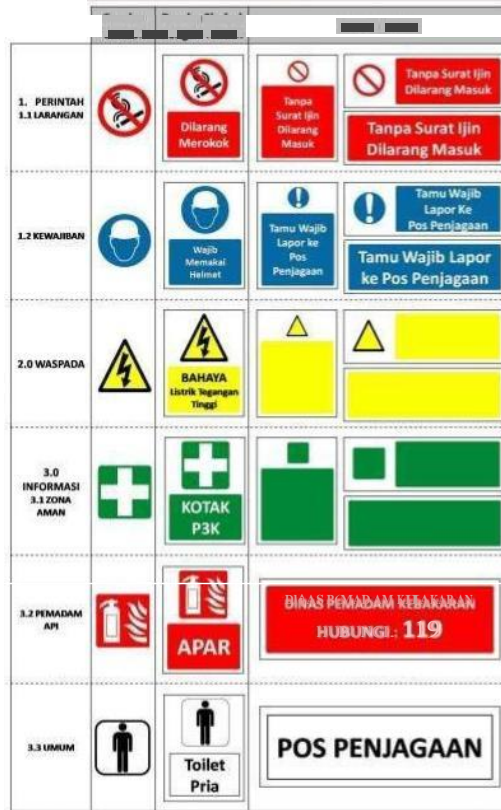 1. PERINTAH
1.1 LARANGAN
Dilarang
Merokok
Tanpa
Surat Ijin
Dilarang
Masuk
Tanpa Surat Ijin
Dilarang Masuk
Tanpa Surat Ijin
Dilarang Masuk
1.2 KEWAJIBAN
Wajib
Memakai
Helmet
Tamu Wajib
Lapor ke
Pos
Penjagaan
Tamu Wajib
Lapor Ke
Pos Penjagaan
Tamu Wajib Lapor
ke Pos Penjagaan
2.0 WASPADA
BAHAYA
Listrik Tegangan
Tinggi
3.0
INFORMASI
3.1 ZONA
AMAN
KOTAK
P3K
3.2 PEMADAM
API
APAR
DINAS PEMADAM KEBAKARAN
HUBUNGI : 119
3.3 UMUM
Toilet
Pria
POS PENJAGAAN